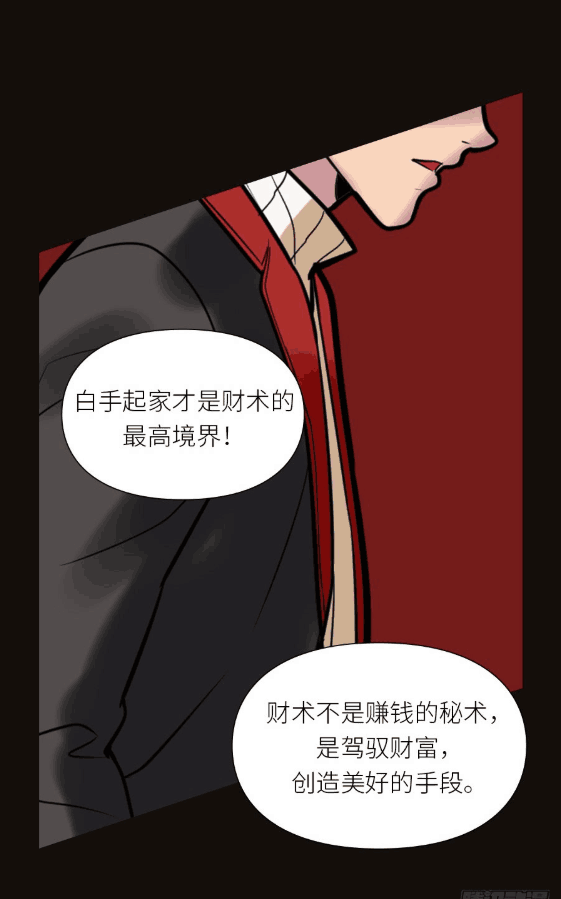 白手起家才是财术的
最高境界！
财术不是赚钱的秘术，
是驾驭财富，
创造美好的手段。